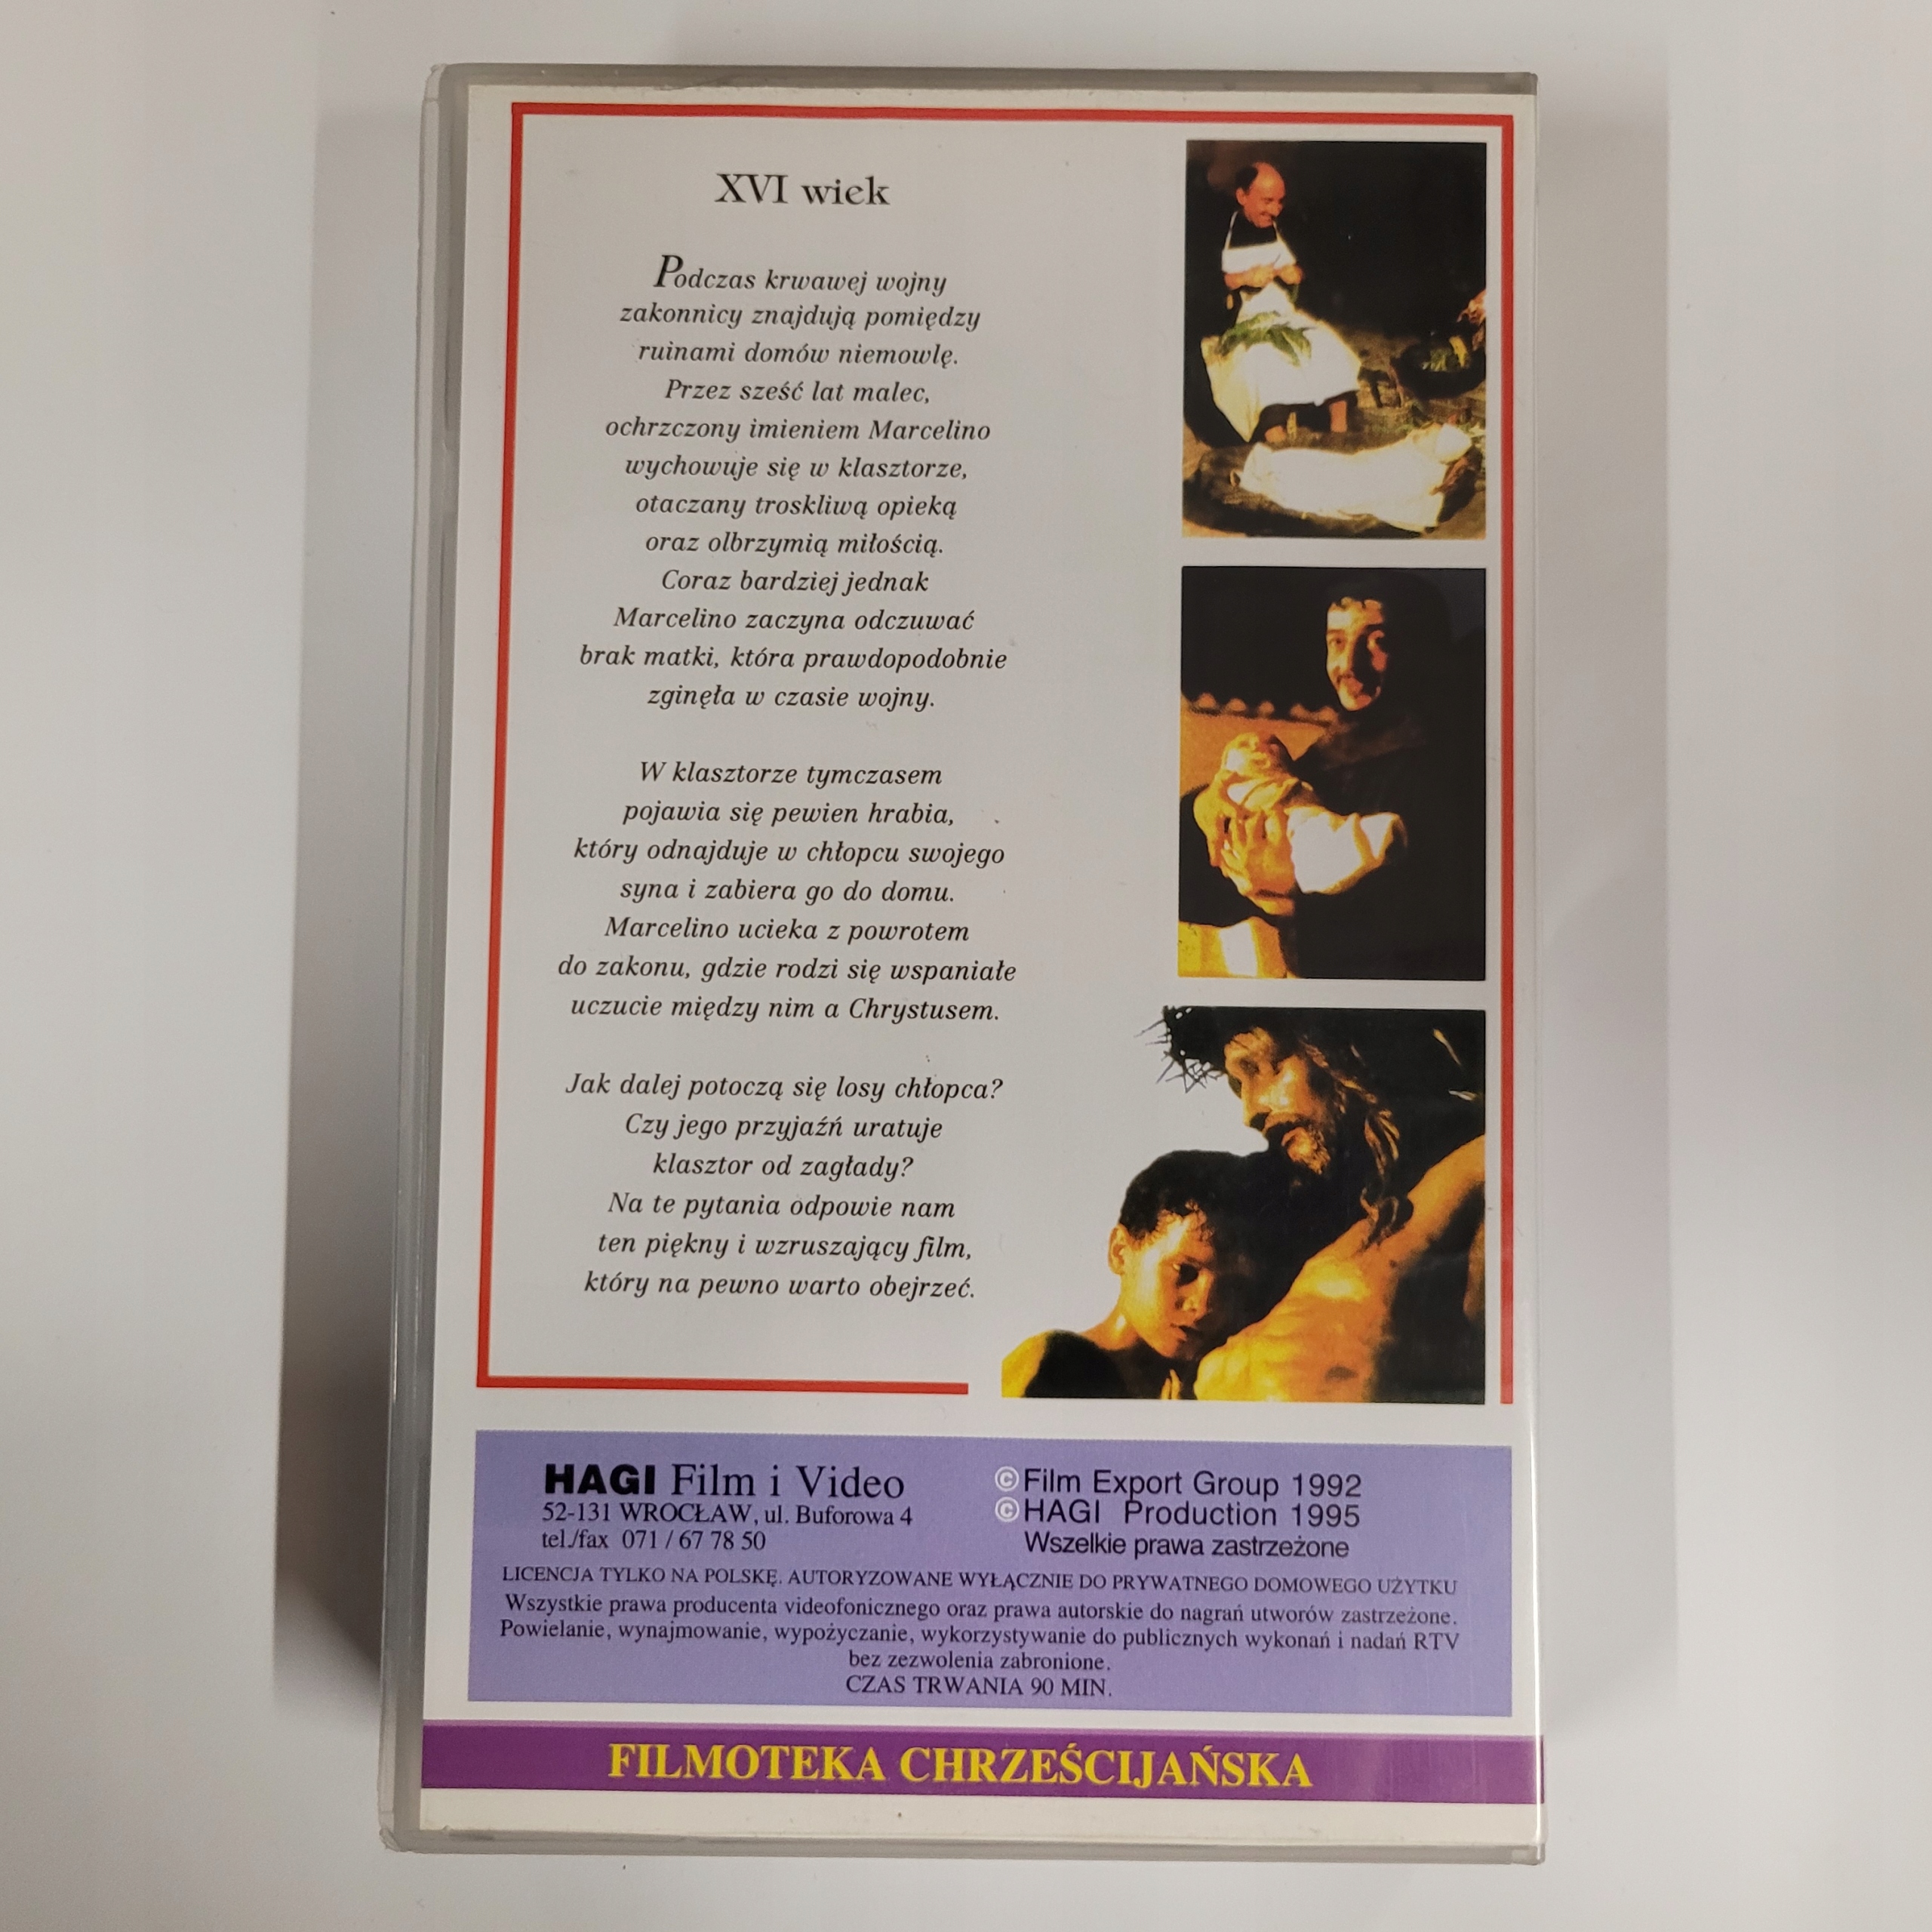 XVI wiek
Podczas krwawej wojny
zakonnicy znajdują pomiędzy
ruinami domów niemowlę.
Przez sześć lat malec,
ochrzczony imieniem Marcelino
wychowuje się w klasztorze,
otaczany troskliwą opieką
oraz olbrzymią miłością.
Coraz bardziej jednak
Marcelino zaczyna odczuwać
brak matki, która prawdopodobnie
zginęła w czasie wojny.
W klasztorze tymczasem
pojawia się pewien hrabia,
który odnajduje w chłopcu swojego
syna i zabiera go do domu.
Marcelino ucieka z powrotem
do zakonu, gdzie rodzi się wspaniałe
uczucie między nim a Chrystusem.
Jak dalej potoczą się losy chłopca?
Czy jego przyjaźń uratuje
klasztor od zagłady?
Na te pytania odpowie nam
ten piękny i wzruszający film,
który na pewno warto obejrzeć.
HAGI Film i Video
52-131 WROCŁAW, ul. Buforowa 4
tel./fax 071 / 67 78 50
©Film Export Group 1992
©HAGI Production 1995
Wszelkie prawa zastrzeżone
LICENCJA TYLKO NA POLSKĘ. AUTORYZOWANE WYŁĄCZNIE DO PRYWATNEGO DOMOWEGO UŻYTKU
Wszystkie prawa producenta videofonicznego oraz prawa autorskie do nagrań utworów zastrzeżone.
Powielanie, wynajmowanie, wypożyczanie, wykorzystywanie do publicznych wykonań i nadań RTV
bez zezwolenia zabronione.
CZAS TRWANIA 90 MIN.
FILMOTEKA CHRZEŚCIJAŃSKA